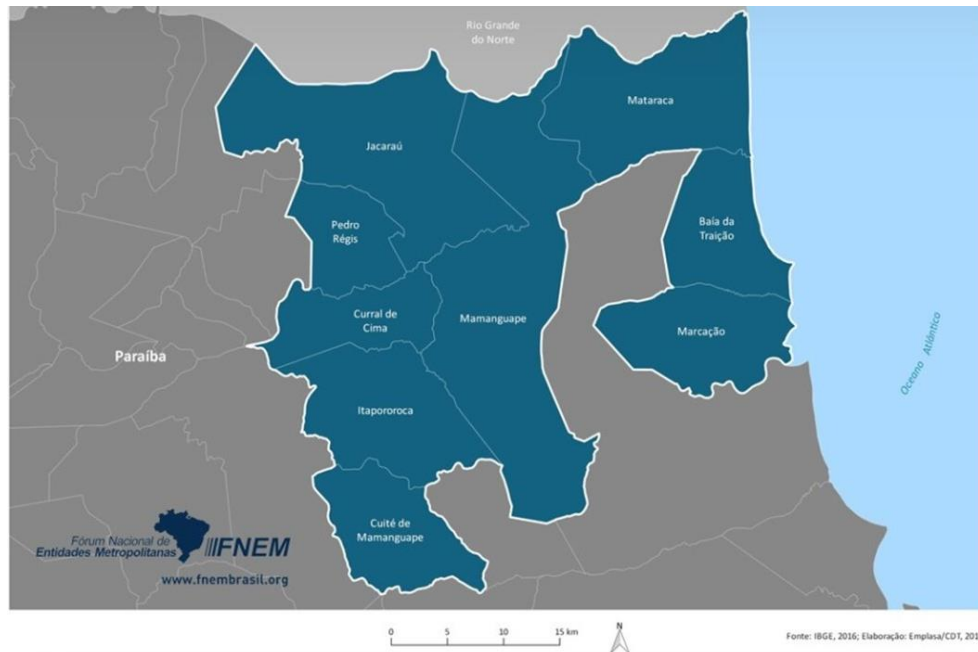 Rio Grande
do Norte
Mataraca
Jacaraú
Baía da
Traição
Pedro
Régis
Curral de
Cima
Mamanguape
Marcação
Paraíba
Oceano Atlântico
Itapororoca
Cuité de
Mamanguape
Fórum Nacional de
Entidades Metropolitanas
FNEM
www.fnembrasil.org
0 5 10 15 km
N
Fonte: IBGE, 2016; Elaboração: Emplasa/CDT, 201